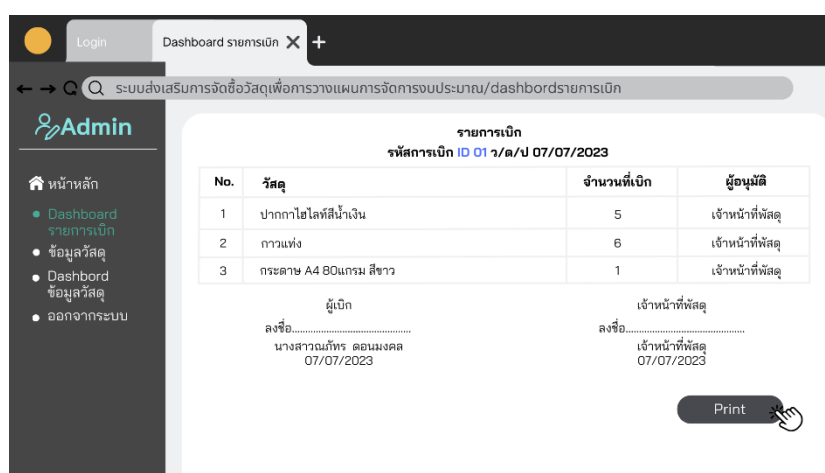 Login
Dashboard รายการเบิก
ระบบส่งเสริมการจัดซื้อวัสดุเพื่อการวางแผนการจัดการงบประมาณ/dashbordรายการเบิก
Admin
หน้าหลัก
Dashboard
รายการเบิก
ข้อมูลวัสดุ
Dashbord
ข้อมูลวัสดุ
ออกจากระบบ
รายการเบิก
รหัสการเบิก ID 01 ว/ด/ป 07/07/2023
No. วัสดุ จำนวนที่เบิก ผู้อนุมัติ
1 ปากกาไฮไลท์สีน้ำเงิน 5 เจ้าหน้าที่พัสดุ
2 กาวแท่ง 6 เจ้าหน้าที่พัสดุ
3 กระดาษ A4 80แกรม สีขาว 1 เจ้าหน้าที่พัสดุ
ผู้เบิก เจ้าหน้าที่พัสดุ
ลงชื่อ............................................ ลงชื่อ............................................
นางสาวณภัทร ดอนมงคล เจ้าหน้าที่พัสดุ
07/07/2023 07/07/2023
Print